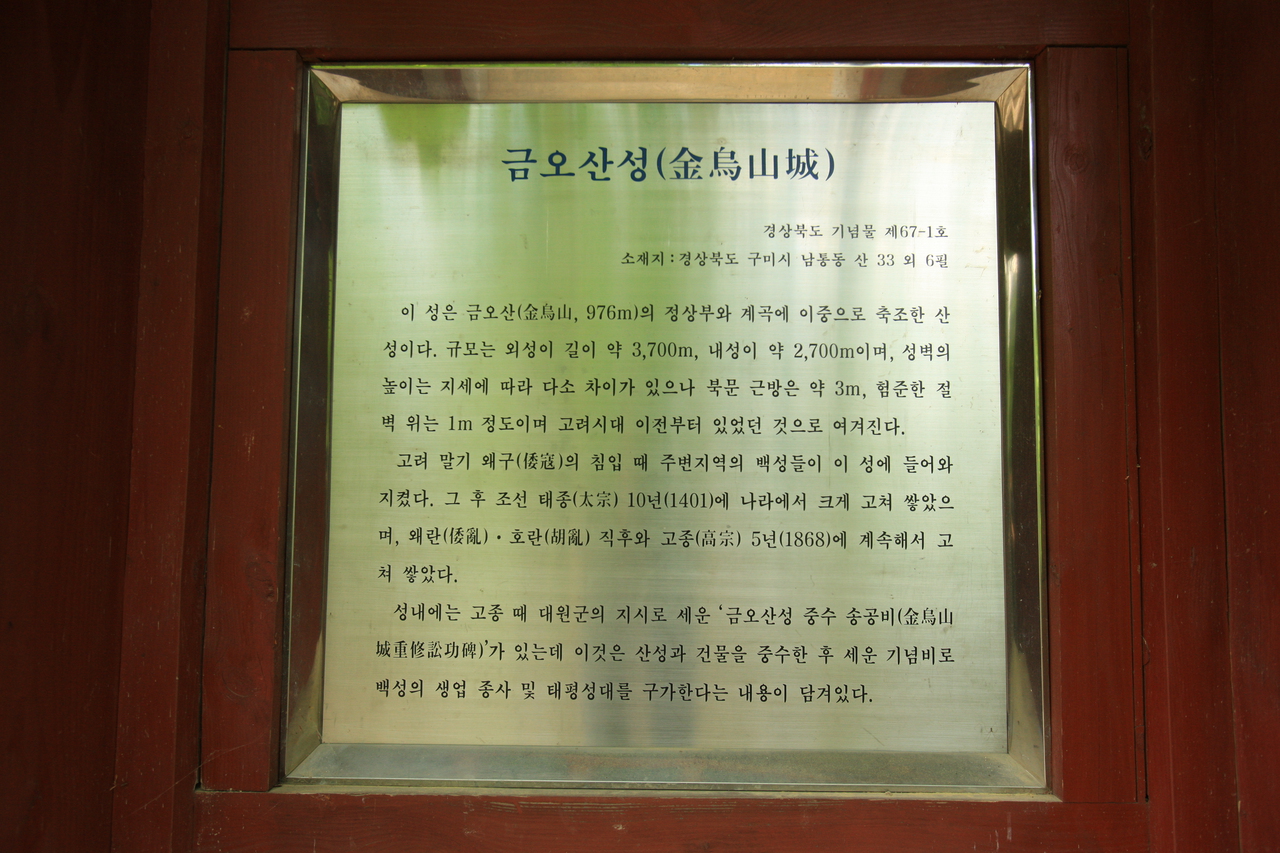 금오산성(金烏山城)
경상북도 기념물 제67-1호
소재지 : 경상북도 구미시 남통동 산 33 외 6필
이 성은 금오산(金烏山, 976m)의 정상부와 계곡에 이중으로 축조한 산
성이다. 규모는 외성이 길이 약 3,700m, 내성이 약 2,700m이며, 성벽의
높이는 지세에 따라 다소 차이가 있으나 북문 근방은 약 3m, 험준한 절
벽 위는 1m 정도이며 고려시대 이전부터 있었던 것으로 여겨진다.
고려 말기 왜구(倭寇)의 침입 때 주변지역의 백성들이 이 성에 들어와
지켰다. 그 후 조선 태종(太宗) 10년(1401)에 나라에서 크게 고쳐 쌓았으
며, 왜란(倭亂)·호란(胡亂) 직후와 고종(高宗) 5년(1868)에 계속해서 고
쳐 쌓았다.
성내에는 고종 때 대원군의 지시로 세운 '금오산성 중수 송공비(金烏山
城重修訟功碑)'가 있는데 이것은 산성과 건물을 중수한 후 세운 기념비로
백성의 생업 종사 및 태평성대를 구가한다는 내용이 담겨있다.